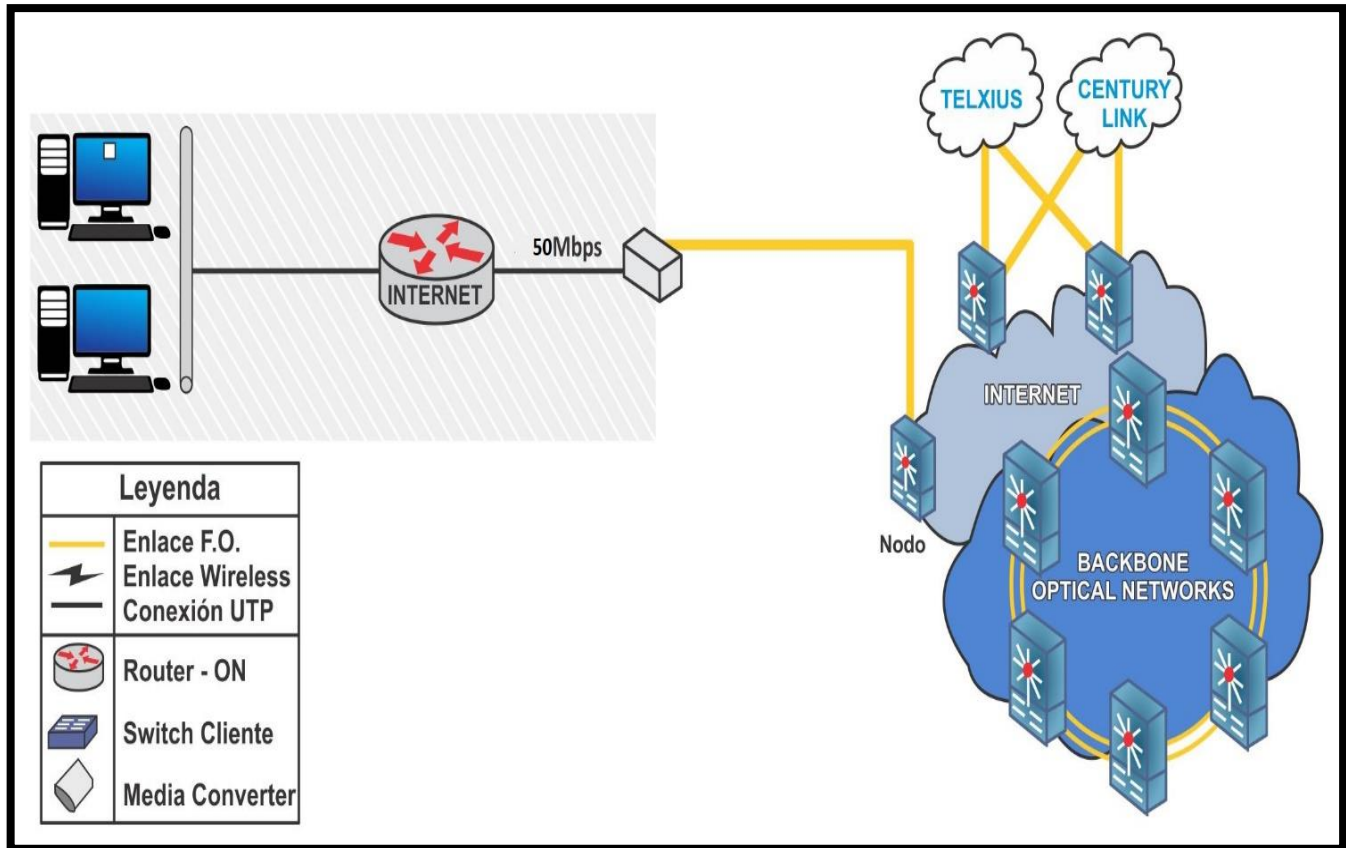 TELXIUS
CENTURY
LINK
50Mbps
INTERNET
INTERNET
Nodo
BACKBONE
OPTICAL NETWORKS
Leyenda
Enlace F.O.
Enlace Wireless
Conexión UTP
Router - ON
Switch Cliente
Media Converter